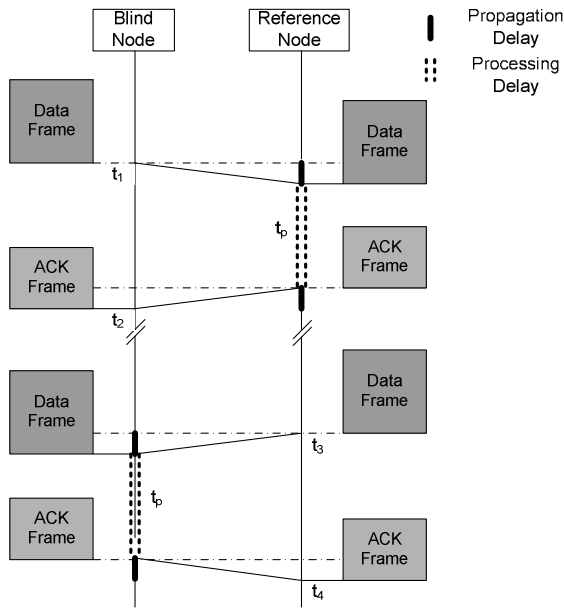 Blind
Node
Reference
Node
Propagation
Delay
Processing
Delay
Data
Frame
Data
Frame
t1
tp
ACK
Frame
ACK
Frame
t2
Data
Frame
Data
Frame
t3
tp
ACK
Frame
ACK
Frame
t4